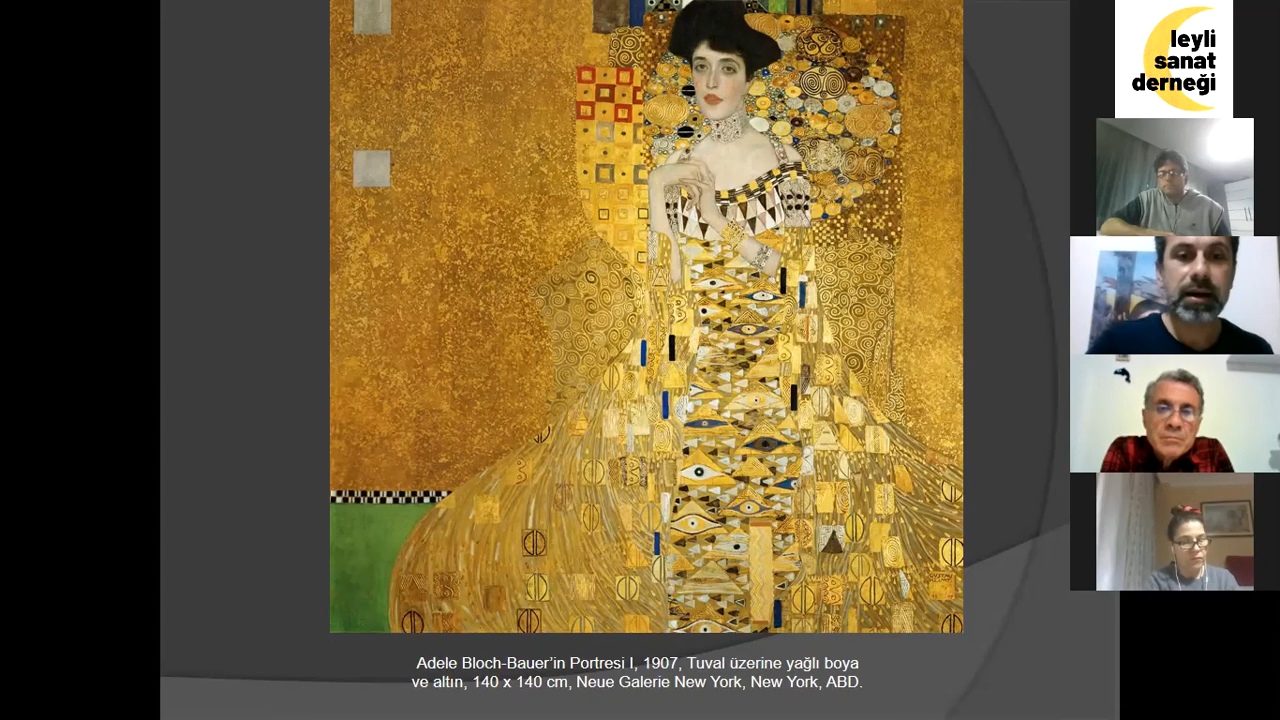 leyli
sanat
derneği
Adele Bloch-Bauer’in Portresi I, 1907, Tuval üzerine yağlı boya
ve altın, 140 x 140 cm, Neue Galerie New York, New York, ABD.